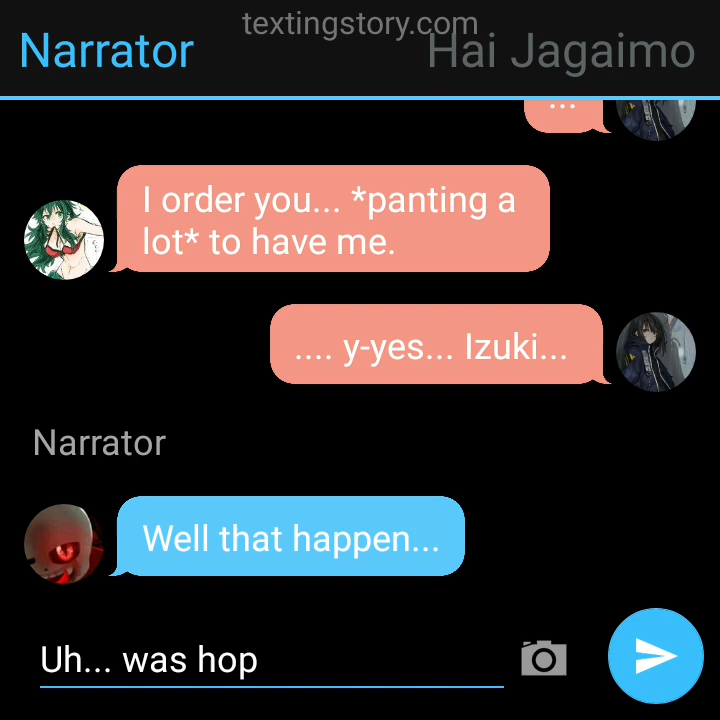 textingstory.com
Narrator
Hai Jagaimo
...
I order you... *panting a
lot* to have me.
.... y-yes... Izuki...
Narrator
Well that happen...
Uh... was hop